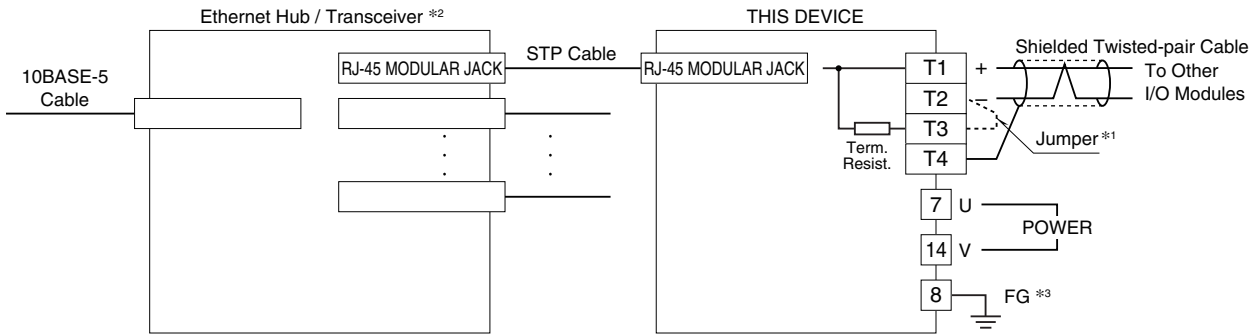 Ethernet Hub / Transceiver *2
THIS DEVICE
10BASE-5
Cable
RJ-45 MODULAR JACK
STP Cable
RJ-45 MODULAR JACK
Term.
Resist.
T1
T2
T3
T4
+
–
Shielded Twisted-pair Cable
To Other
I/O Modules
Jumper *1
7 U
POWER
14 V
8
FG *3